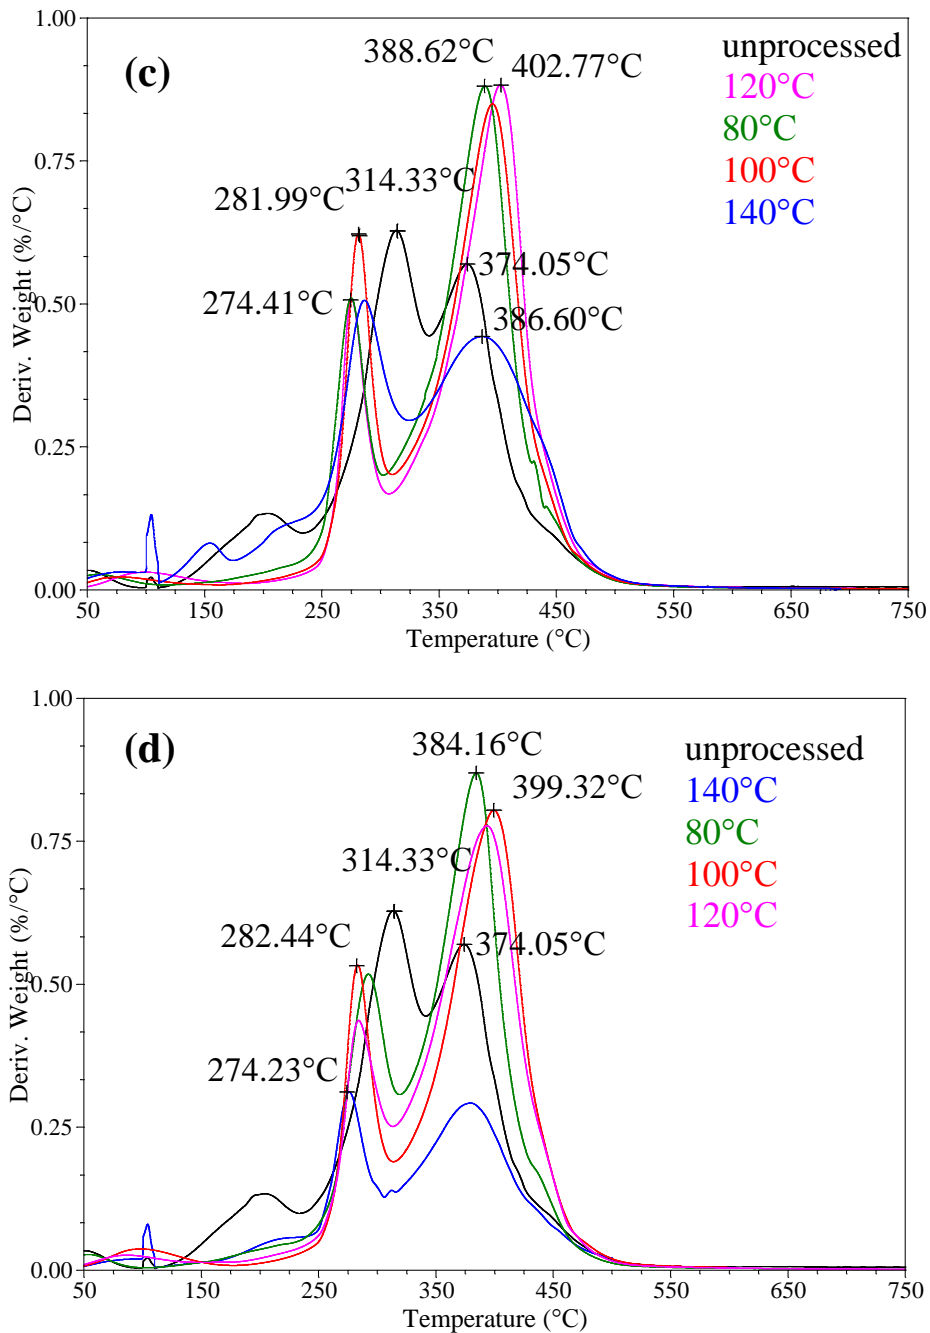 (c)
388.62°C
402.77°C
unprocessed
120°C
80°C
100°C
140°C
281.99°C
314.33°C
274.41°C
374.05°C
386.60°C
1.00
0.75
0.50
0.25
0.00
Deriv. Weight (%/°C)
50
150
250
350
450
550
650
750
Temperature (°C)
(d)
384.16°C
399.32°C
unprocessed
140°C
80°C
100°C
120°C
314.33°C
282.44°C
374.05°C
274.23°C
1.00
0.75
0.50
0.25
0.00
Deriv. Weight (%/°C)
50
150
250
350
450
550
650
750
Temperature (°C)